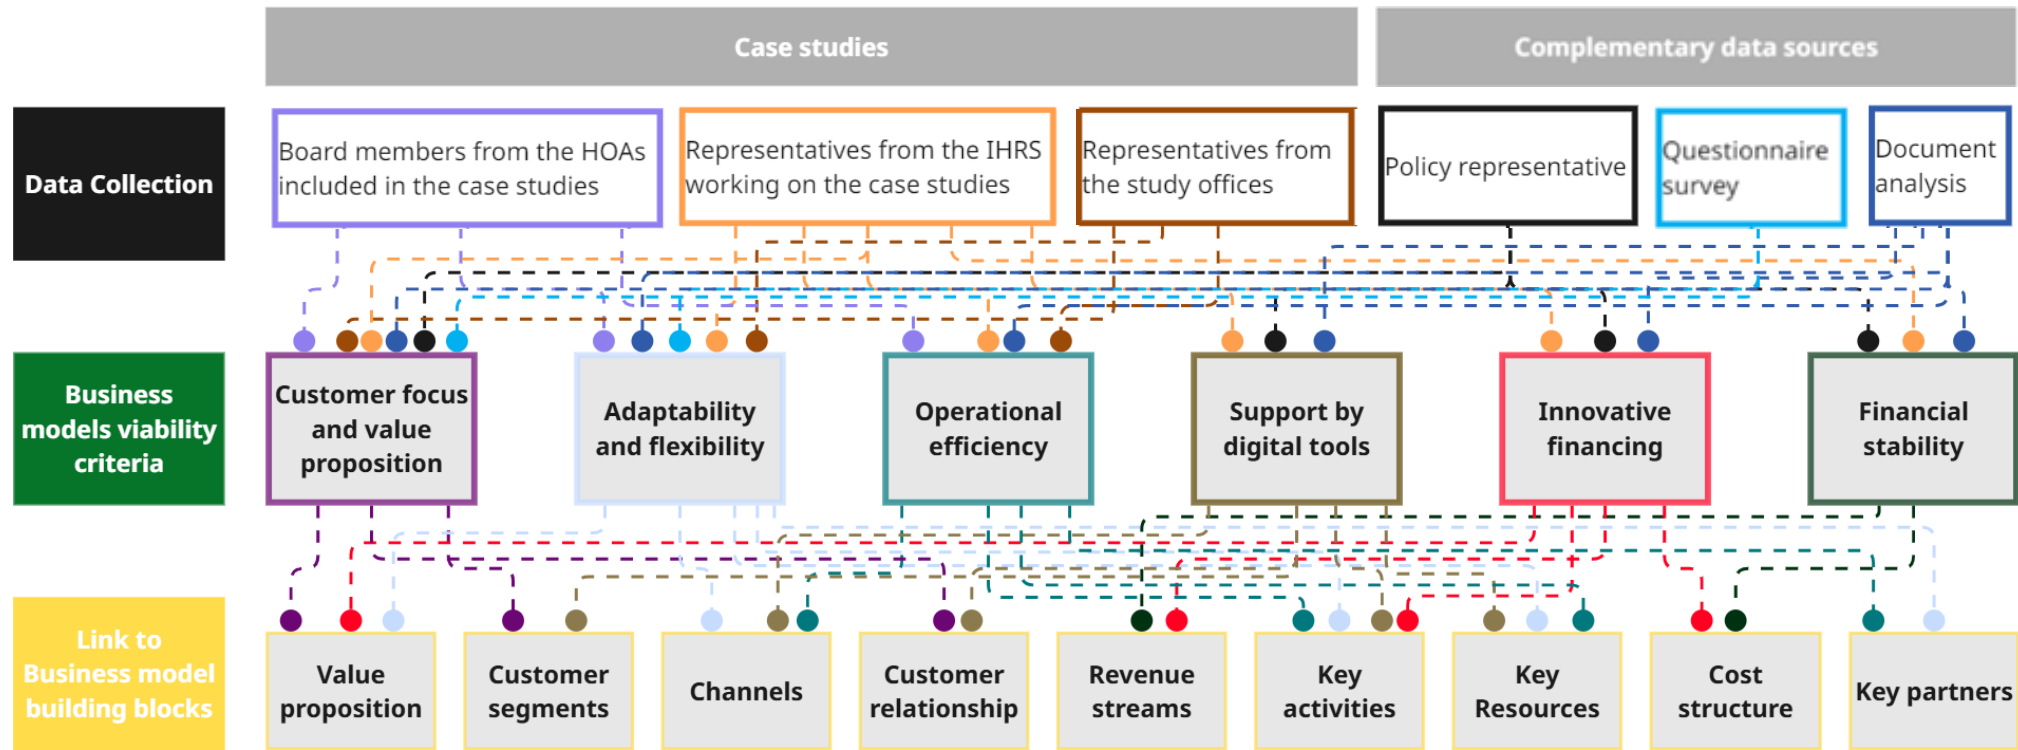 Case studies
Complementary data sources
Data Collection
Board members from the HOAs
included in the case studies
Representatives from the IHRS
working on the case studies
Representatives from
the study offices
Policy representative
Questionnaire
survey
Document
analysis
Business
models viability
criteria
Customer focus
and value
proposition
Adaptability
and flexibility
Operational
efficiency
Support by
digital tools
Innovative
financing
Financial
stability
Link to
Business model
building blocks
Value
proposition
Customer
segments
Channels
Customer
relationship
Revenue
streams
Key
activities
Key
Resources
Cost
structure
Key partners